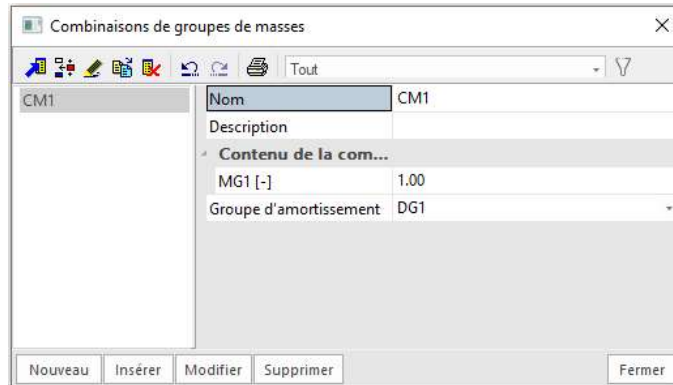 Combinaisons de groupes de masses
Tout
CM1
Nom CM1
Description
Contenu de la com...
MG1 [-] 1.00
Groupe d'amortissement DG1
Nouveau Insérer Modifier Supprimer Fermer